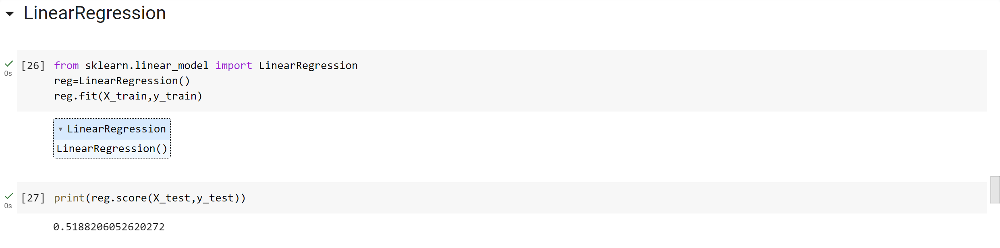 LinearRegression
[26] from sklearn.linear_model import LinearRegression
0s
reg=LinearRegression()
reg.fit(X_train,y_train)
LinearRegression
LinearRegression()
[27] print(reg.score(X_test,y_test))
0s
0.5188206052620272